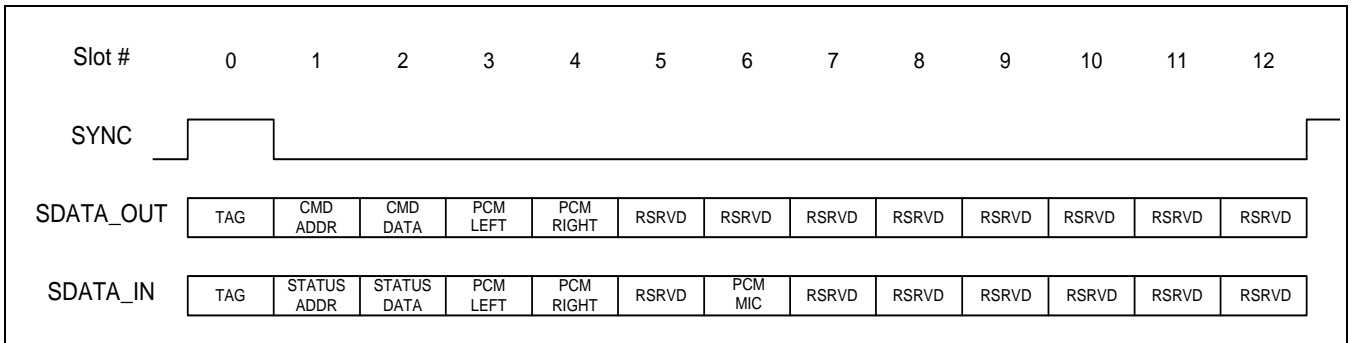 Slot # 0 1 2 3 4 5 6 7 8 9 10 11 12
SYNC
SDATA_OUT TAG CMD ADDR CMD DATA PCM LEFT PCM RIGHT RSRVD RSRVD RSRVD RSRVD RSRVD RSRVD RSRVD RSRVD
SDATA_IN TAG STATUS ADDR STATUS DATA PCM LEFT PCM RIGHT RSRVD PCM MIC RSRVD RSRVD RSRVD RSRVD RSRVD RSRVD